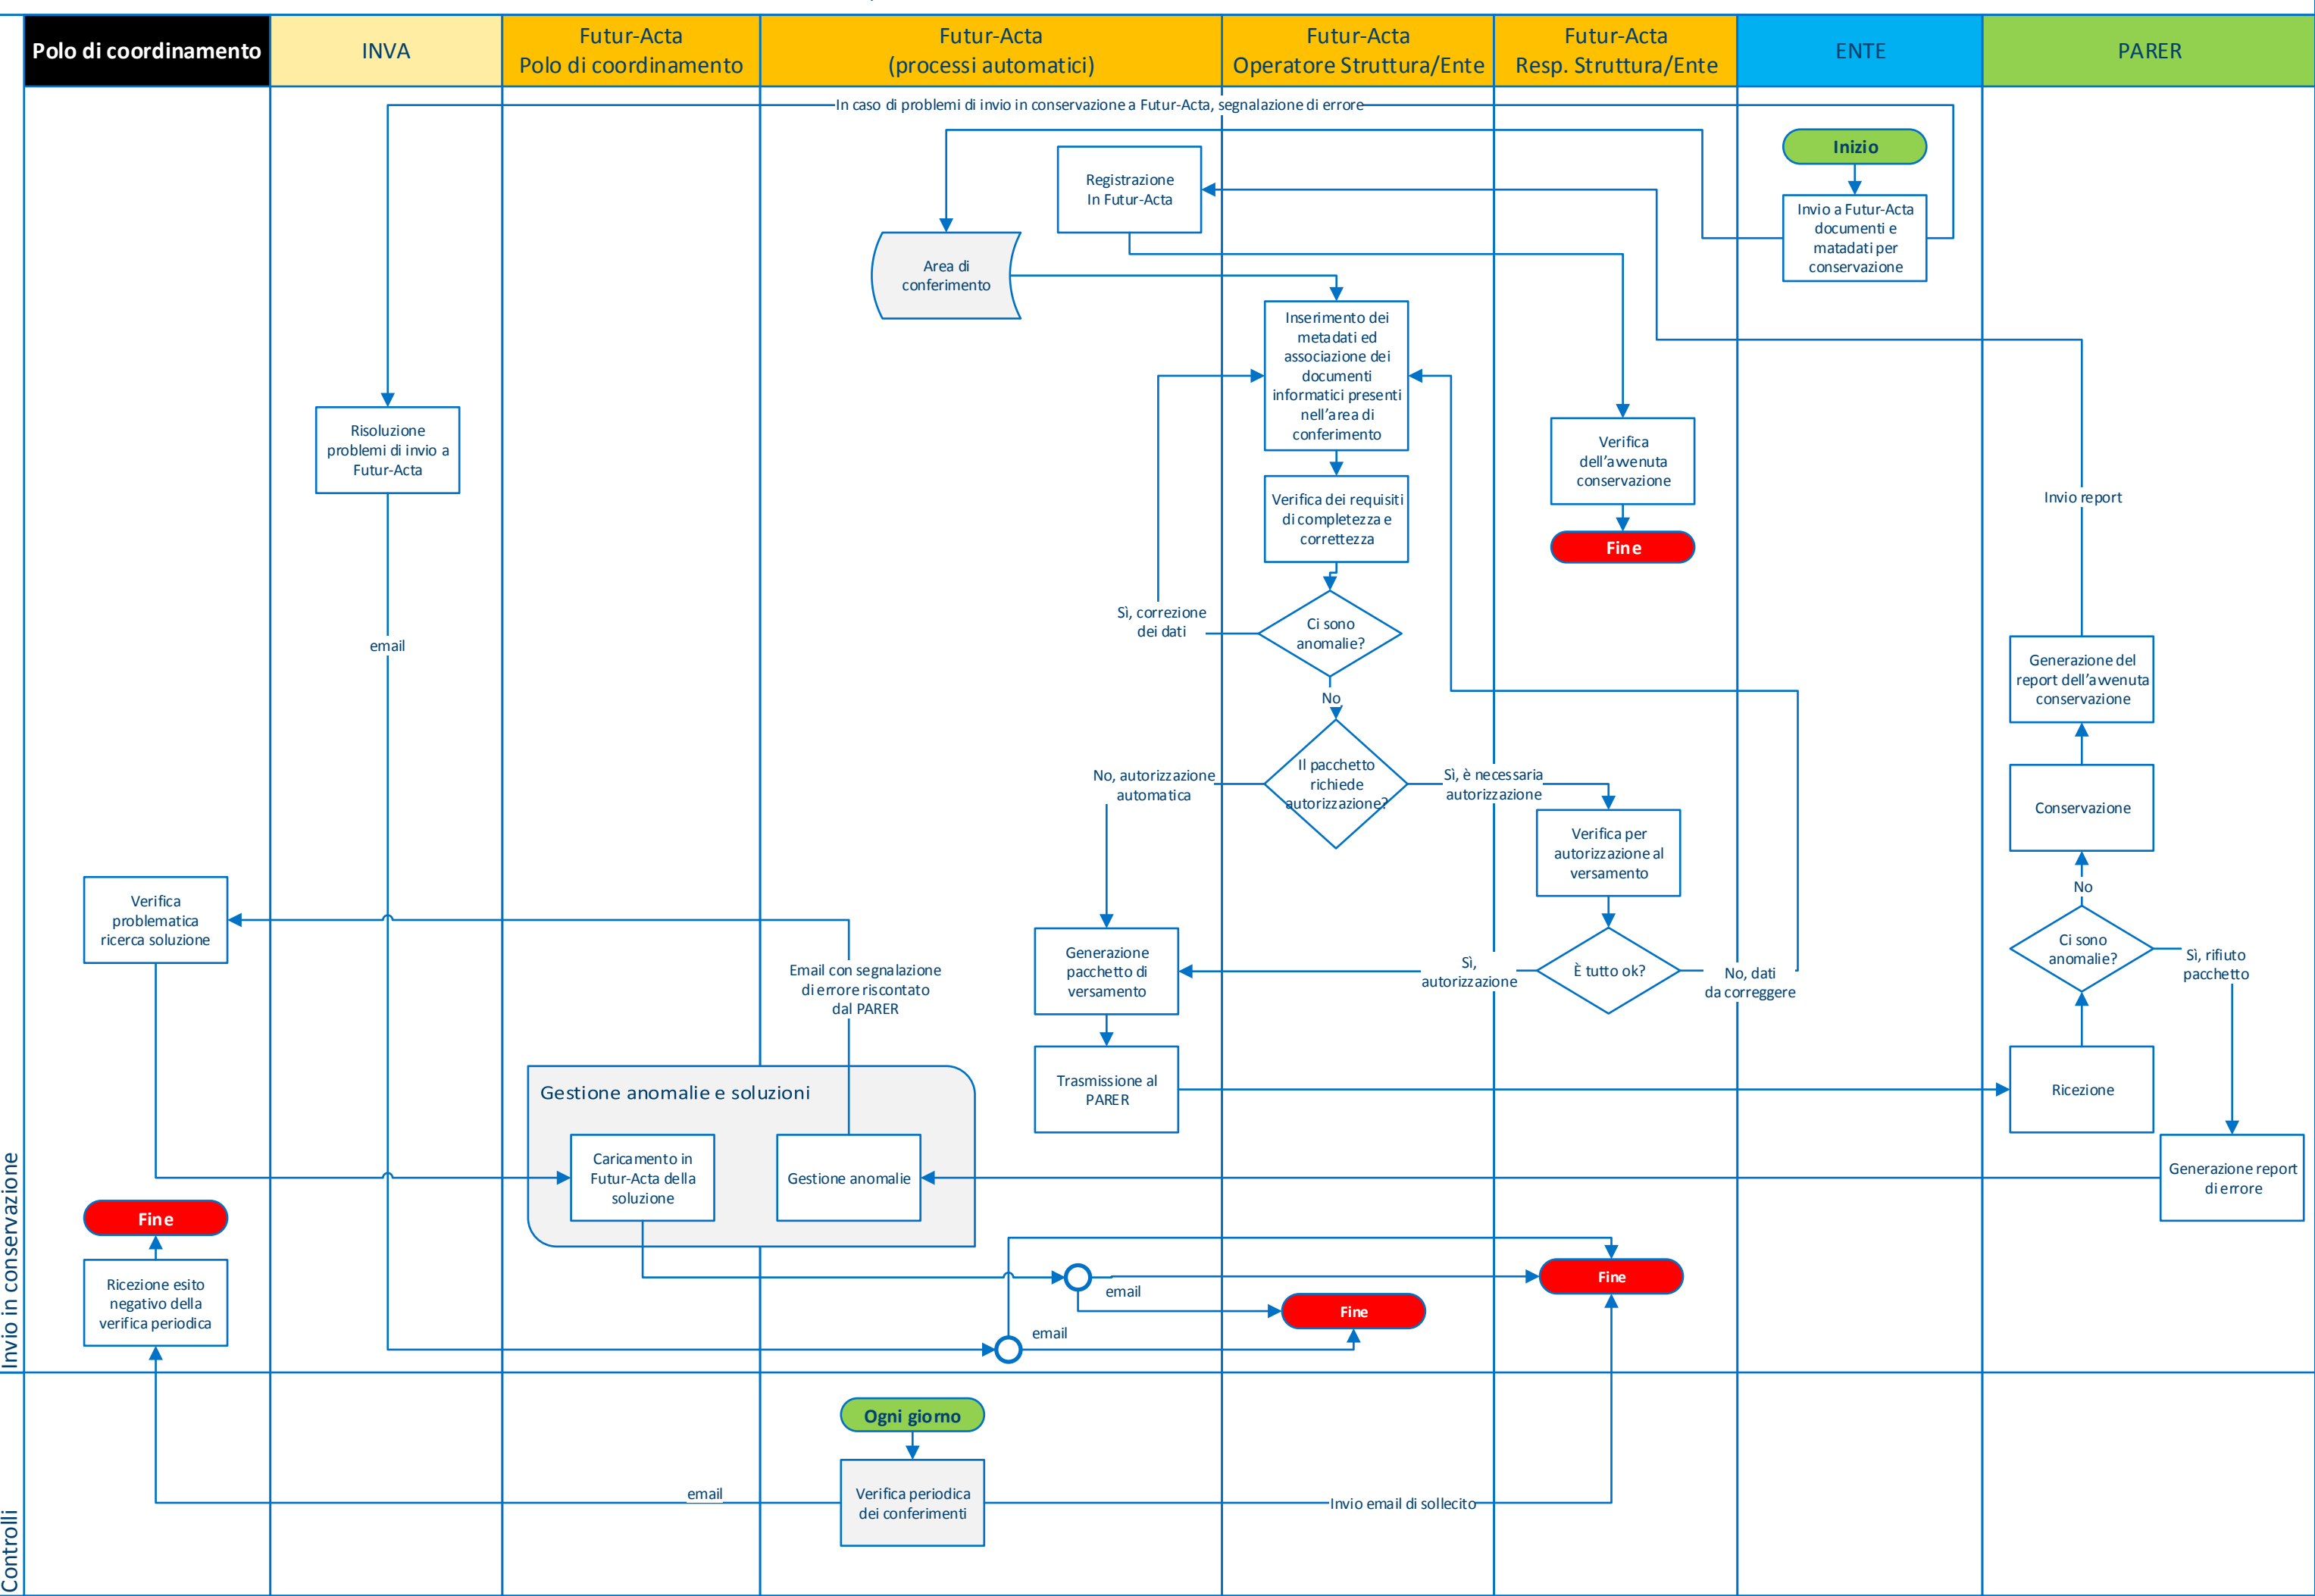 Polo di coordinamento
INVA
Futur-Acta
Polo di coordinamento
Futur-Acta
(processi automatici)
Futur-Acta
Operatore Struttura/Ente
Futur-Acta
Resp. Struttura/Ente
ENTE
PARER
In caso di problemi di invio in conservazione a Futur-Acta, segnalazione di errore
Inizio
Registrazione
In Futur-Acta
Invio a Futur-Acta
documenti e
matadati per
conservazione
Area di
conferimento
Inserimento dei
metadati ed
associazione dei
documenti
informatici presenti
nell'area di
conferimento
Risoluzione
problemi di invio a
Futur-Acta
Verifica
dell'avvenuta
conservazione
Verifica dei requisiti
di completezza e
correttezza
Invio report
Fine
Sì, correzione
dei dati
Ci sono
anomalie?
email
Generazione del
report dell'avvenuta
conservazione
No
No, autorizzazione
automatica
Il pacchetto
richiede
autorizzazione?
Sì, è necessaria
autorizzazione
Conservazione
Verifica per
autorizzazione al
versamento
No
Verifica
problematica
ricerca soluzione
Email con segnalazione
di errore riscontato
dal PARER
Generazione
pacchetto di
versamento
Sì,
autorizzazione
È tutto ok?
No, dati
da correggere
Ci sono
anomalie?
Sì, rifiuto
pacchetto
Trasmissione al
PARER
Ricezione
Gestione anomalie e soluzioni
Caricamento in
Futur-Acta della
soluzione
Gestione anomalie
Generazione report
di errore
Invio in conservazione
Fine
Ricezione esito
negativo della
verifica periodica
email
Fine
Fine
email
Controlli
Ogni giorno
Verifica periodica
dei conferimenti
email
Invio email di sollecito